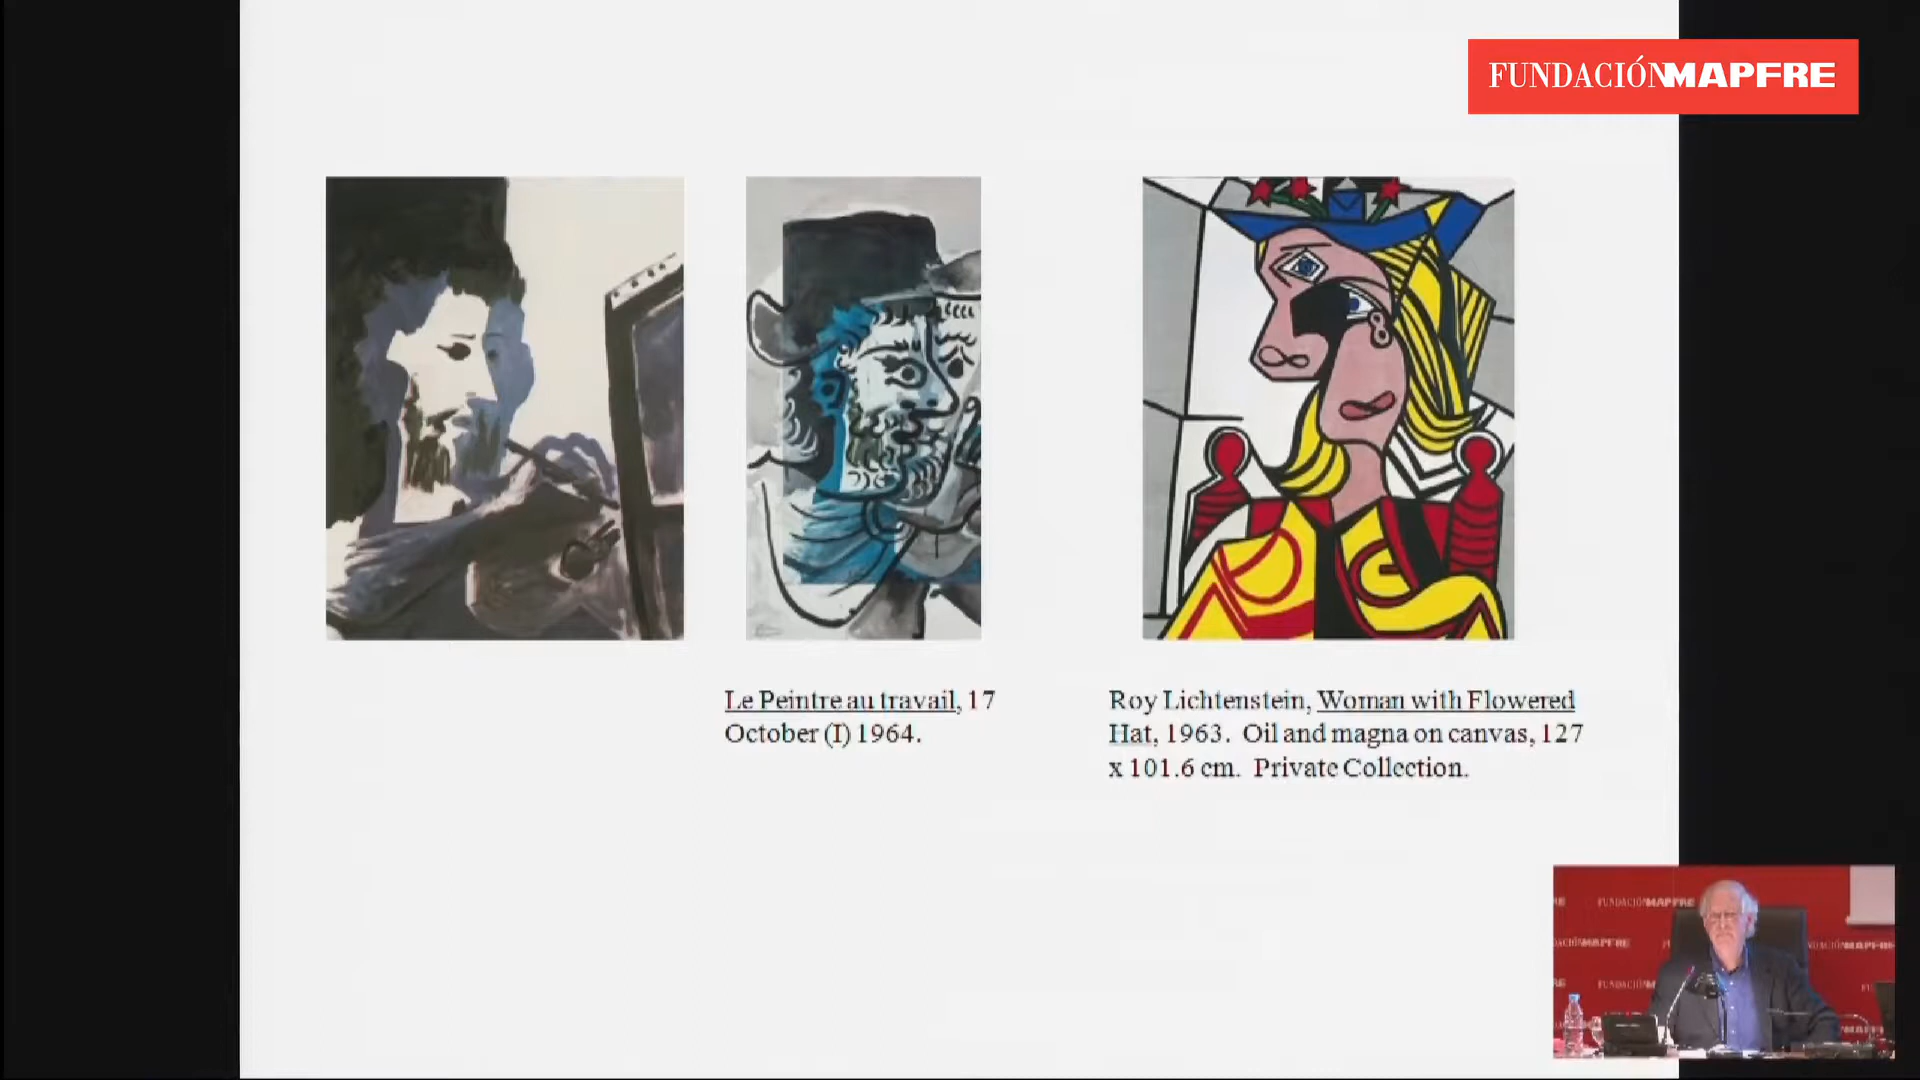 FUNDACIÓNMAPFRE
Le Peintre au travail, 17
October (I) 1964.
Roy Lichtenstein, Woman with Flowered
Hat, 1963. Oil and magna on canvas, 127
x 101.6 cm. Private Collection.
FUNDACIÓNMAPFRE